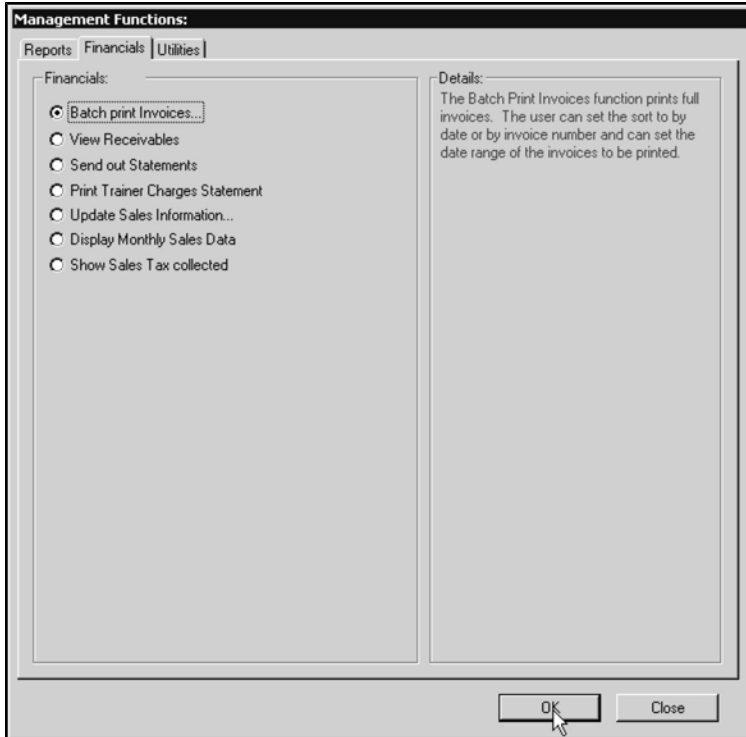 Management Functions:
Reports Financials Utilities
Financials:
Batch print Invoices...
View Receivables
Send out Statements
Print Trainer Charges Statement
Update Sales Information...
Display Monthly Sales Data
Show Sales Tax collected
Details:
The Batch Print Invoices function prints full
invoices. The user can set the sort to by
date or by invoice number and can set the
date range of the invoices to be printed.
OK Close